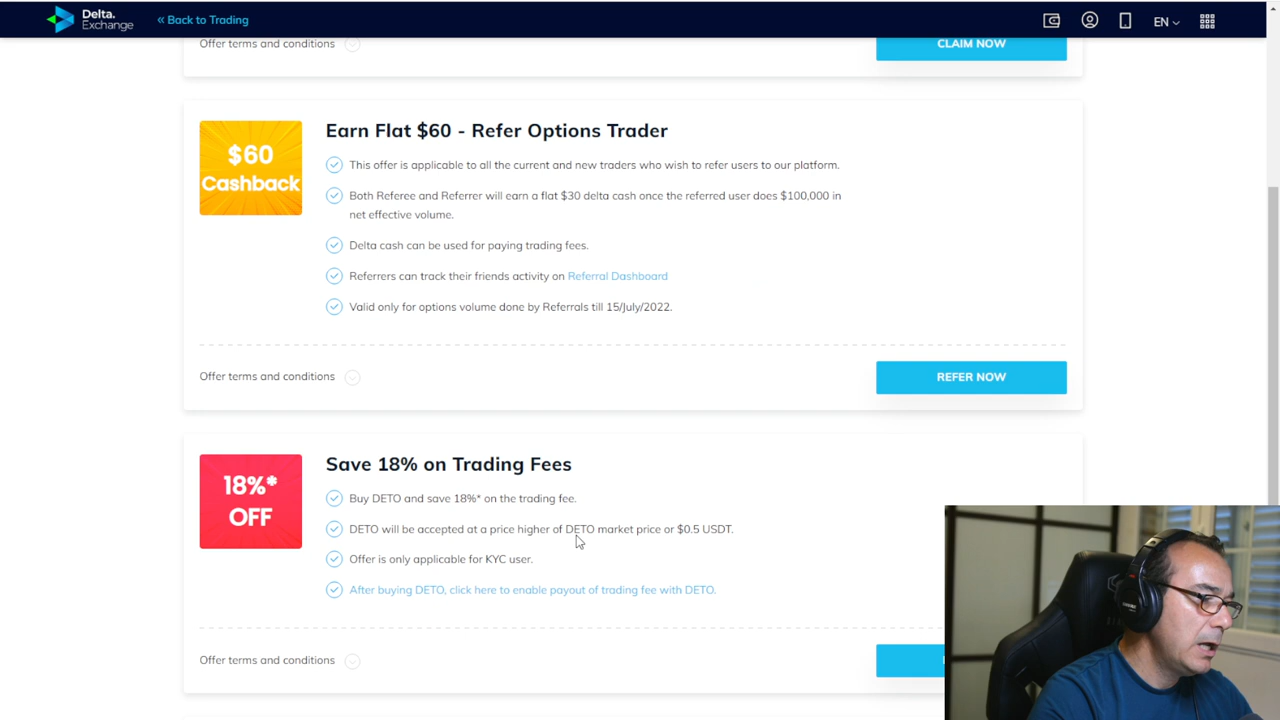 Delta.
Exchange
« Back to Trading
EN
Offer terms and conditions
CLAIM NOW
$60
Cashback
Earn Flat $60 - Refer Options Trader
This offer is applicable to all the current and new traders who wish to refer users to our platform.
Both Referee and Referrer will earn a flat $30 delta cash once the referred user does $100,000 in
net effective volume.
Delta cash can be used for paying trading fees.
Referrers can track their friends activity on Referral Dashboard
Valid only for options volume done by Referrals till 15/July/2022.
Offer terms and conditions
REFER NOW
18%*
OFF
Save 18% on Trading Fees
Buy DETO and save 18%* on the trading fee.
DETO will be accepted at a price higher of DETO market price or $0.5 USDT.
Offer is only applicable for KYC user.
After buying DETO, click here to enable payout of trading fee with DETO.
Offer terms and conditions